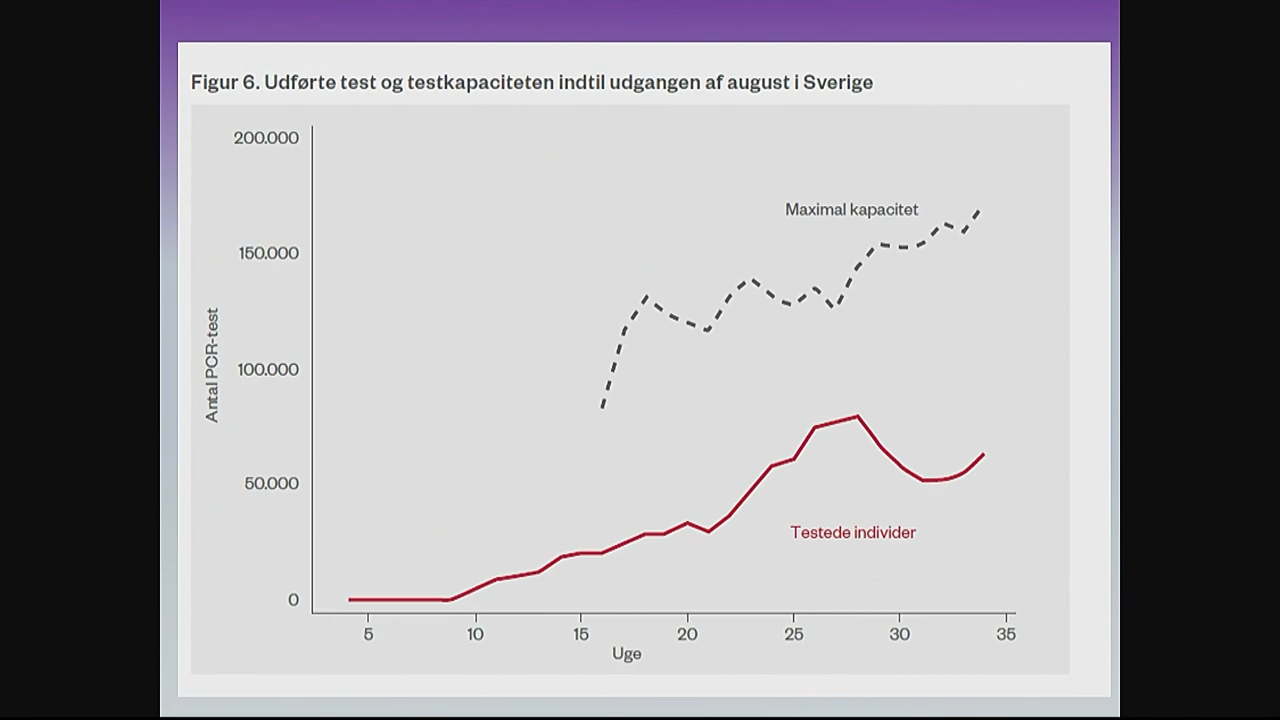 Figur 6. Udførte test og testkapaciteten indtil udgangen af august i Sverige
200.000
Maximal kapacitet
150.000
Antal PCR-test
100.000
50.000
Testede individer
0
5 10 15 20 25 30 35
Uge